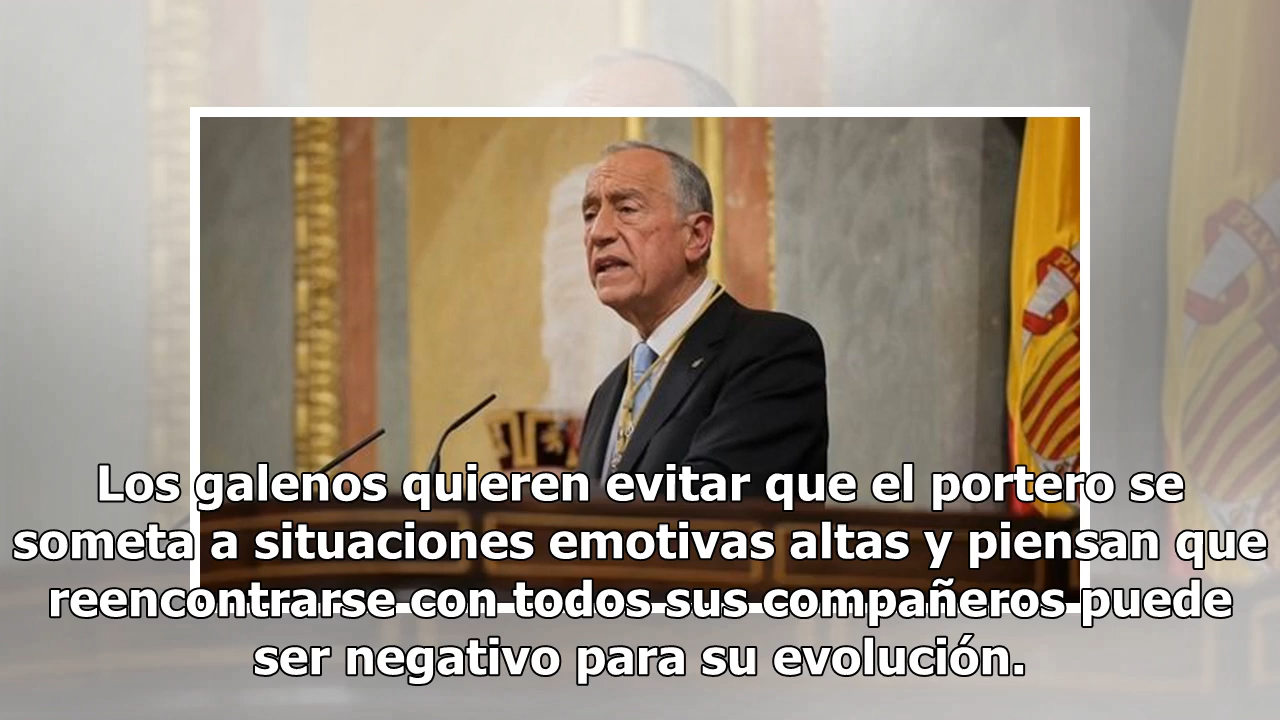 Los galenos quieren evitar que el portero se
someta a situaciones emotivas altas y piensan que
reencontrarse con todos sus compañeros puede
ser negativo para su evolución.